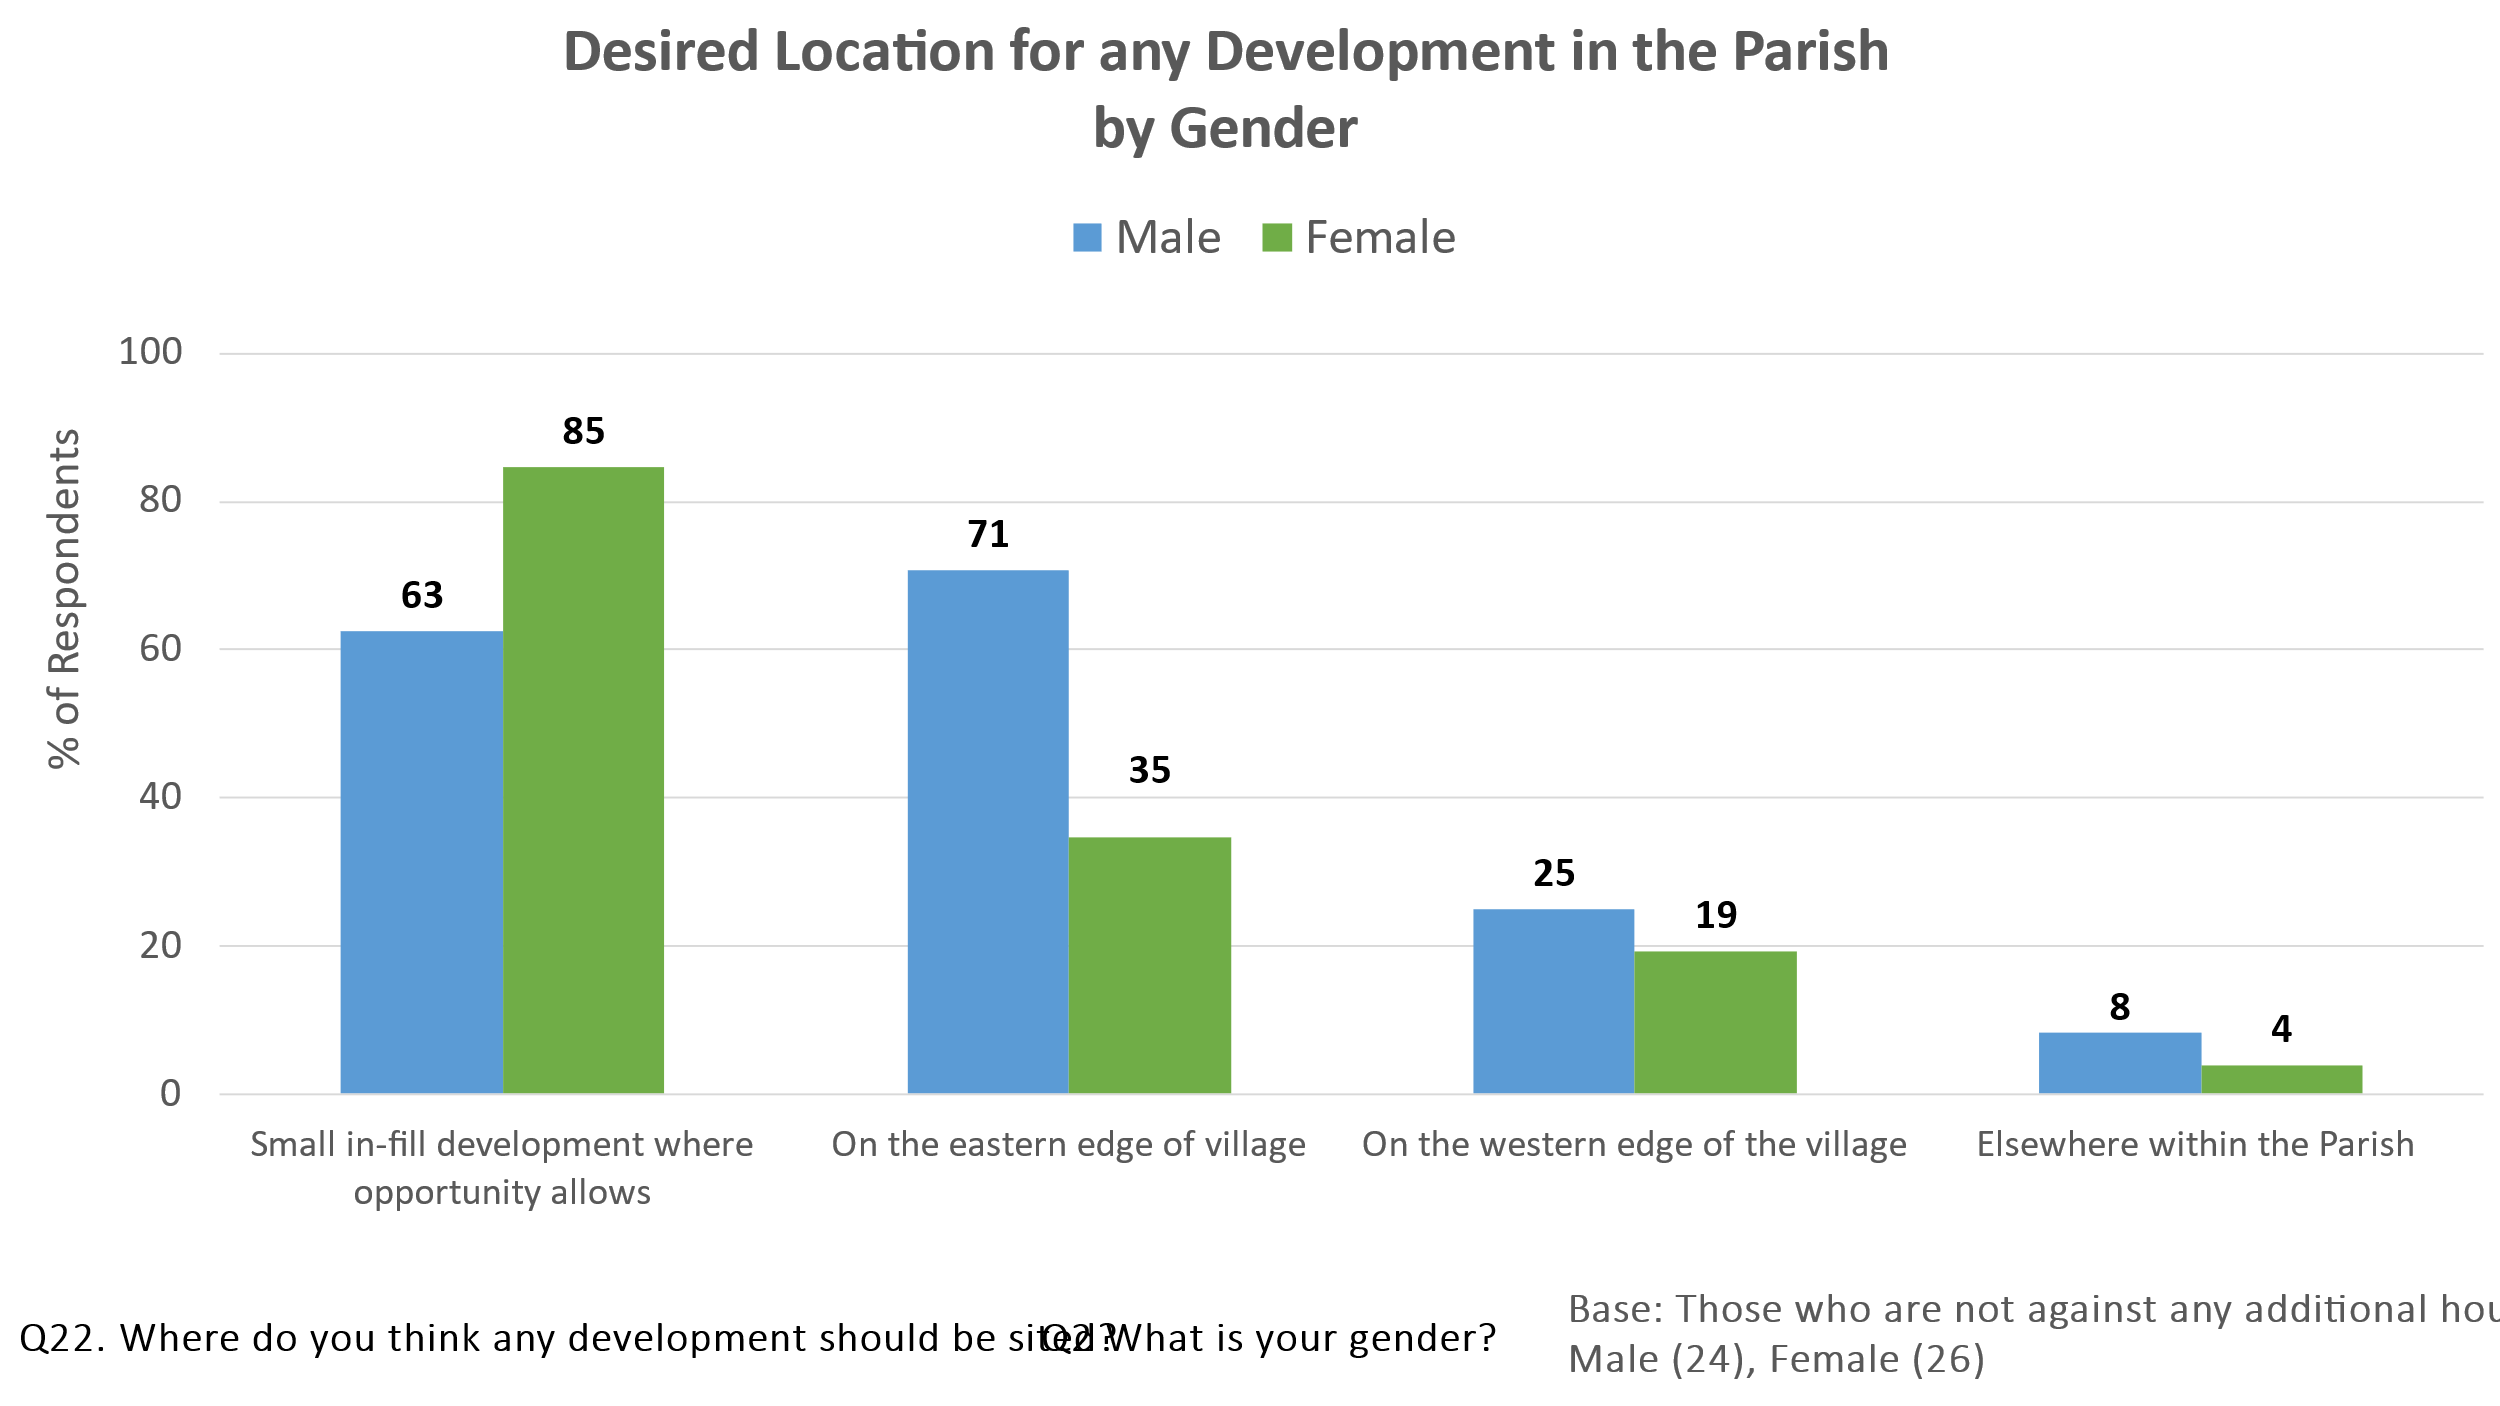 Desired Location for any Development in the Parish
by Gender
Male Female
100
80
60
40
20
0
% of Respondents
63
85
71
35
25
19
8
4
Small in-fill development where
opportunity allows
On the eastern edge of village
On the western edge of the village
Elsewhere within the Parish
Q22. Where do you think any development should be sited?
Q2 What is your gender?
Base: Those who are not against any additional hou
Male (24), Female (26)